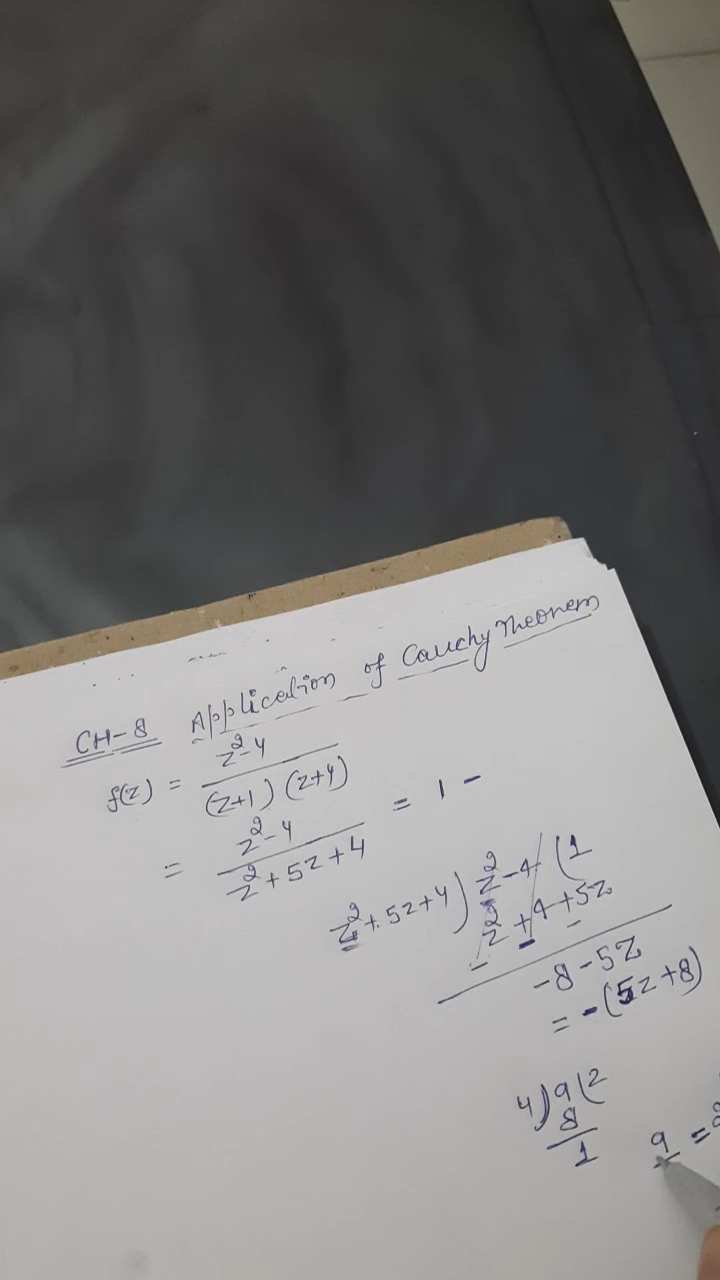 CH-8 Application of Cauchy Theorem
f(z) = z²-4 / (z+1) (z+4)
= z²-4 / z²+5z+4 = 1 -
z²+5z+4 ) z²-4 ( 1
z²+4+5z
-8-5z
= -(5z+8)
4 ) 9 ( 2
8
1
9 =